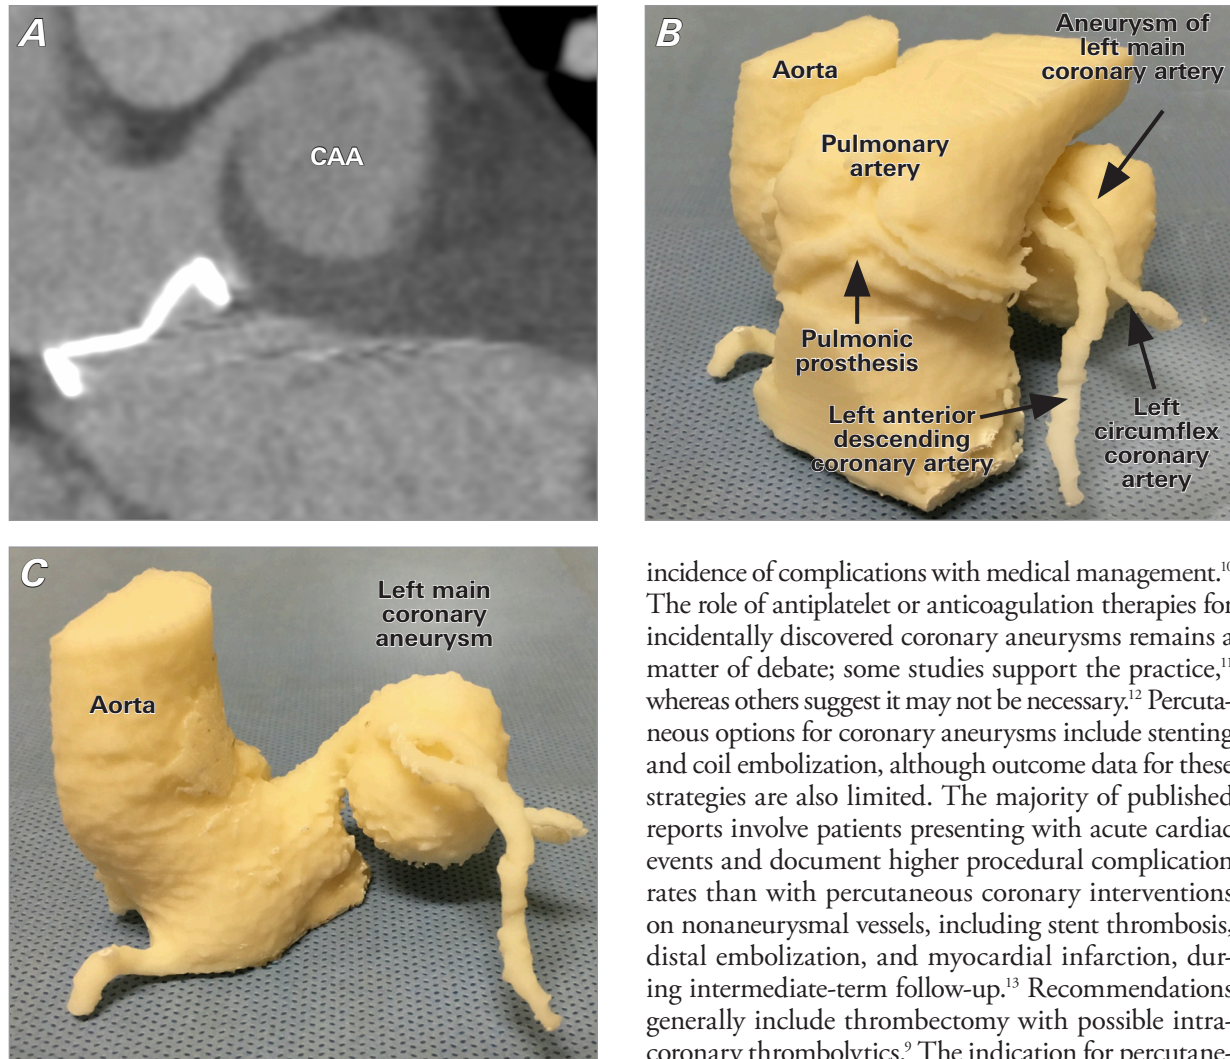 A
CAA
B
Aorta
Aneurysm of
left main
coronary artery
Pulmonary
artery
Pulmonic
prosthesis
Left anterior
descending
coronary artery
Left
circumflex
coronary
artery
C
Left main
coronary
aneurysm
Aorta
incidence of complications with medical management.10
The role of antiplatelet or anticoagulation therapies for
incidentally discovered coronary aneurysms remains a
matter of debate; some studies support the practice,11
whereas others suggest it may not be necessary.12 Percuta-
neous options for coronary aneurysms include stenting
and coil embolization, although outcome data for these
strategies are also limited. The majority of published
reports involve patients presenting with acute cardiac
events and document higher procedural complication
rates than with percutaneous coronary interventions
on nonaneurysmal vessels, including stent thrombosis,
distal embolization, and myocardial infarction, dur-
ing intermediate-term follow-up.13 Recommendations
generally include thrombectomy with possible intra-
coronary thrombolytics.9 The indication for percutane-